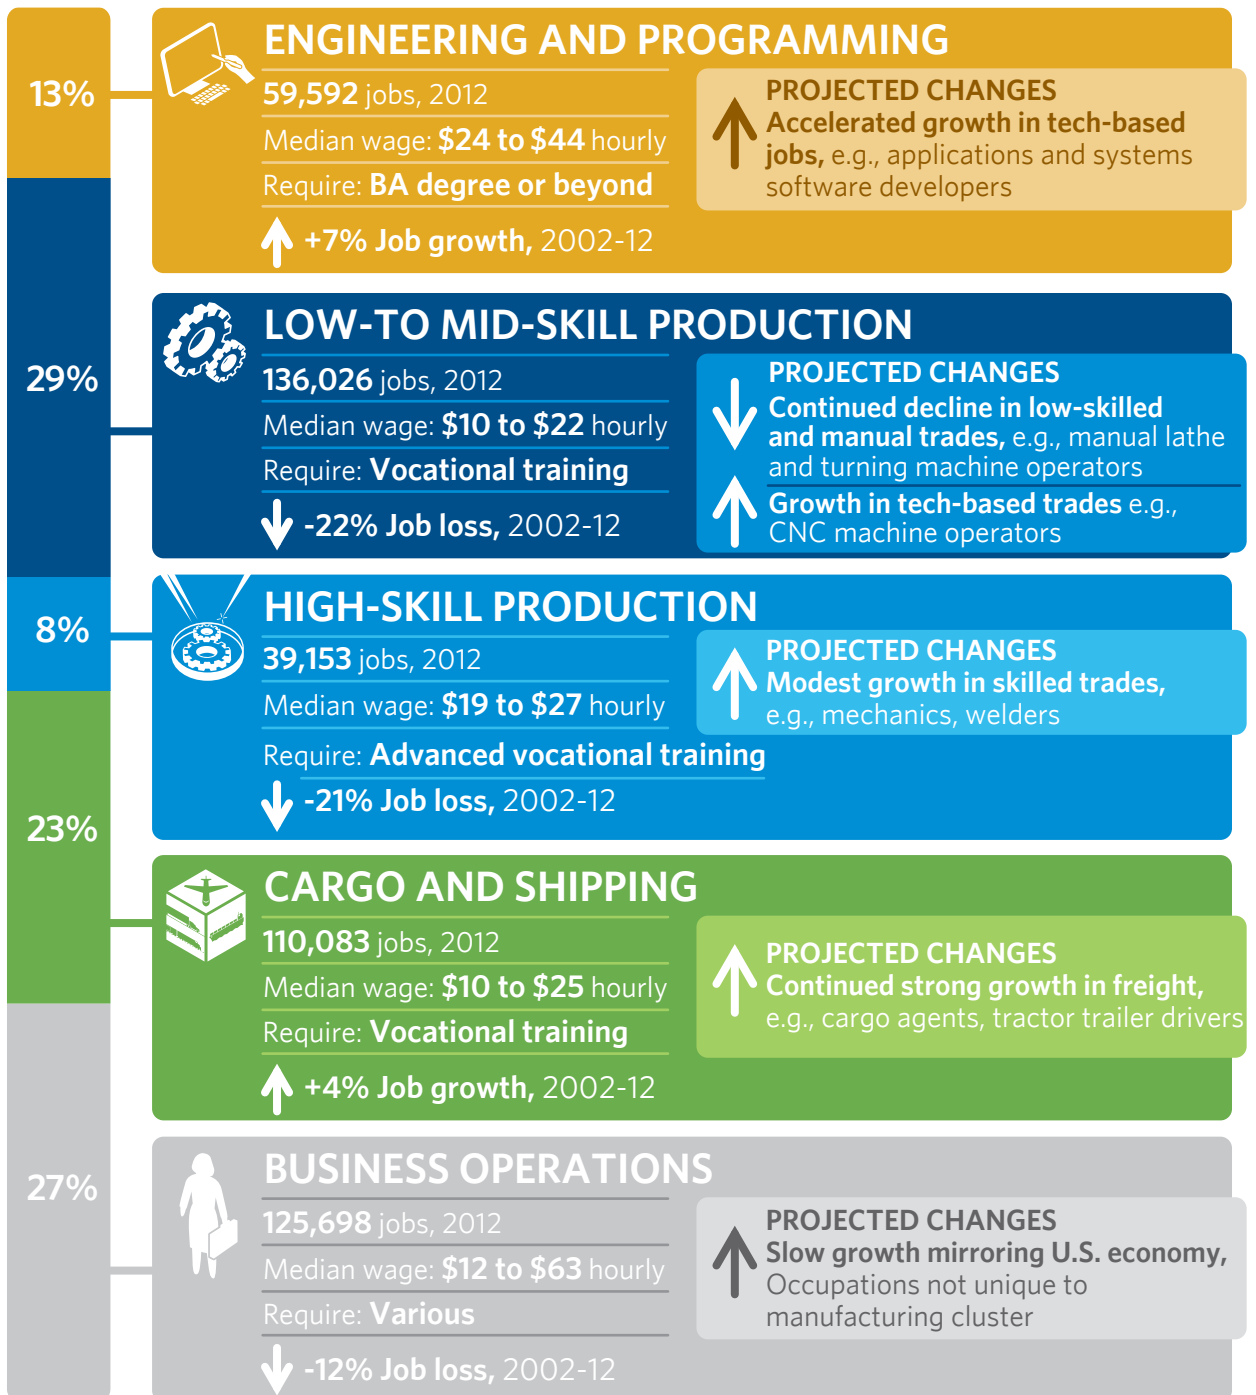 13%
ENGINEERING AND PROGRAMMING
59,592 jobs, 2012
Median wage: $24 to $44 hourly
Require: BA degree or beyond
+7% Job growth, 2002-12
PROJECTED CHANGES
Accelerated growth in tech-based
jobs, e.g., applications and systems
software developers
29%
LOW-TO MID-SKILL PRODUCTION
136,026 jobs, 2012
Median wage: $10 to $22 hourly
Require: Vocational training
-22% Job loss, 2002-12
PROJECTED CHANGES
Continued decline in low-skilled
and manual trades, e.g., manual lathe
and turning machine operators
Growth in tech-based trades e.g.,
CNC machine operators
8%
HIGH-SKILL PRODUCTION
39,153 jobs, 2012
Median wage: $19 to $27 hourly
Require: Advanced vocational training
-21% Job loss, 2002-12
PROJECTED CHANGES
Modest growth in skilled trades,
e.g., mechanics, welders
23%
CARGO AND SHIPPING
110,083 jobs, 2012
Median wage: $10 to $25 hourly
Require: Vocational training
+4% Job growth, 2002-12
PROJECTED CHANGES
Continued strong growth in freight,
e.g., cargo agents, tractor trailer drivers
27%
BUSINESS OPERATIONS
125,698 jobs, 2012
Median wage: $12 to $63 hourly
Require: Various
-12% Job loss, 2002-12
PROJECTED CHANGES
Slow growth mirroring U.S. economy,
Occupations not unique to
manufacturing cluster